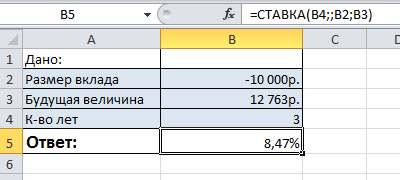 B5 fx =СТАВКА(B4;;B2;B3)
A B C D
1 Дано:
2 Размер вклада -10 000р.
3 Будущая величина 12 763р.
4 К-во лет 3
5 Ответ: 8,47%
6